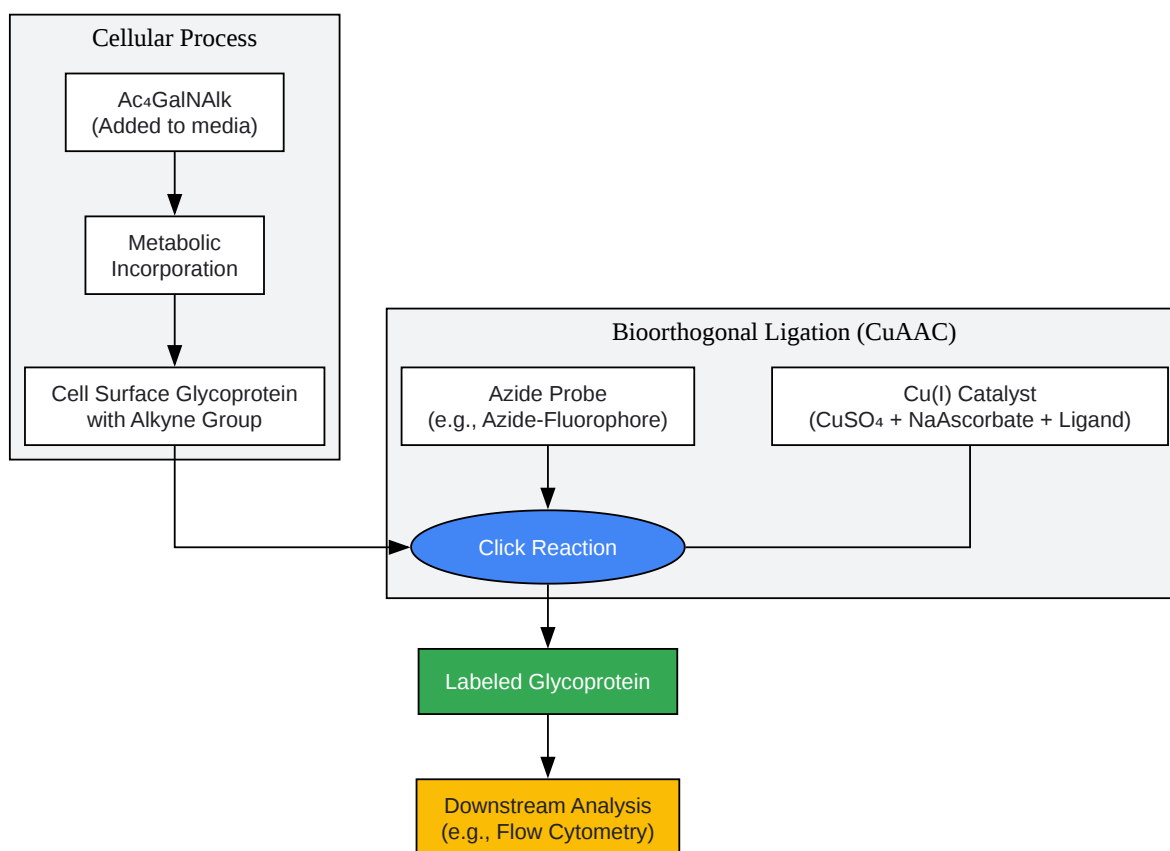 Cellular Process
Ac₄GalNAlk
(Added to media)
Metabolic
Incorporation
Cell Surface Glycoprotein
with Alkyne Group
Bioorthogonal Ligation (CuAAC)
Azide Probe
(e.g., Azide-Fluorophore)
Cu(I) Catalyst
(CuSO₄ + NaAscorbate + Ligand)
Click Reaction
Labeled Glycoprotein
Downstream Analysis
(e.g., Flow Cytometry)